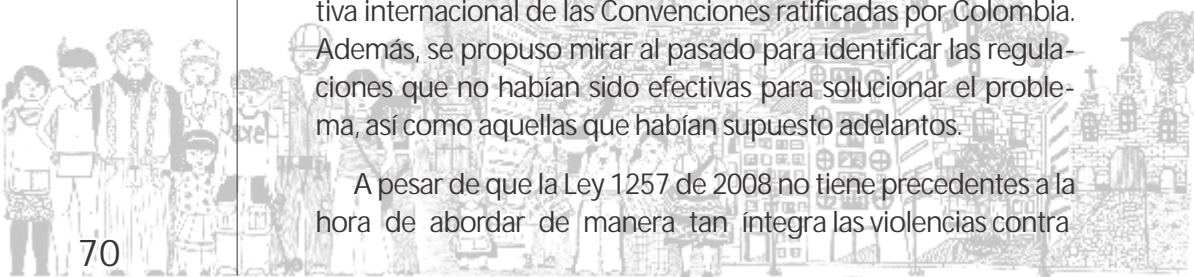 tiva internacional de las Convenciones ratificadas por Colombia.
Además, se propuso mirar al pasado para identificar las regula-
ciones que no habían sido efectivas para solucionar el proble-
ma, así como aquellas que habían supuesto adelantos.
A pesar de que la Ley 1257 de 2008 no tiene precedentes a la
hora de abordar de manera tan íntegra las violencias contra
70